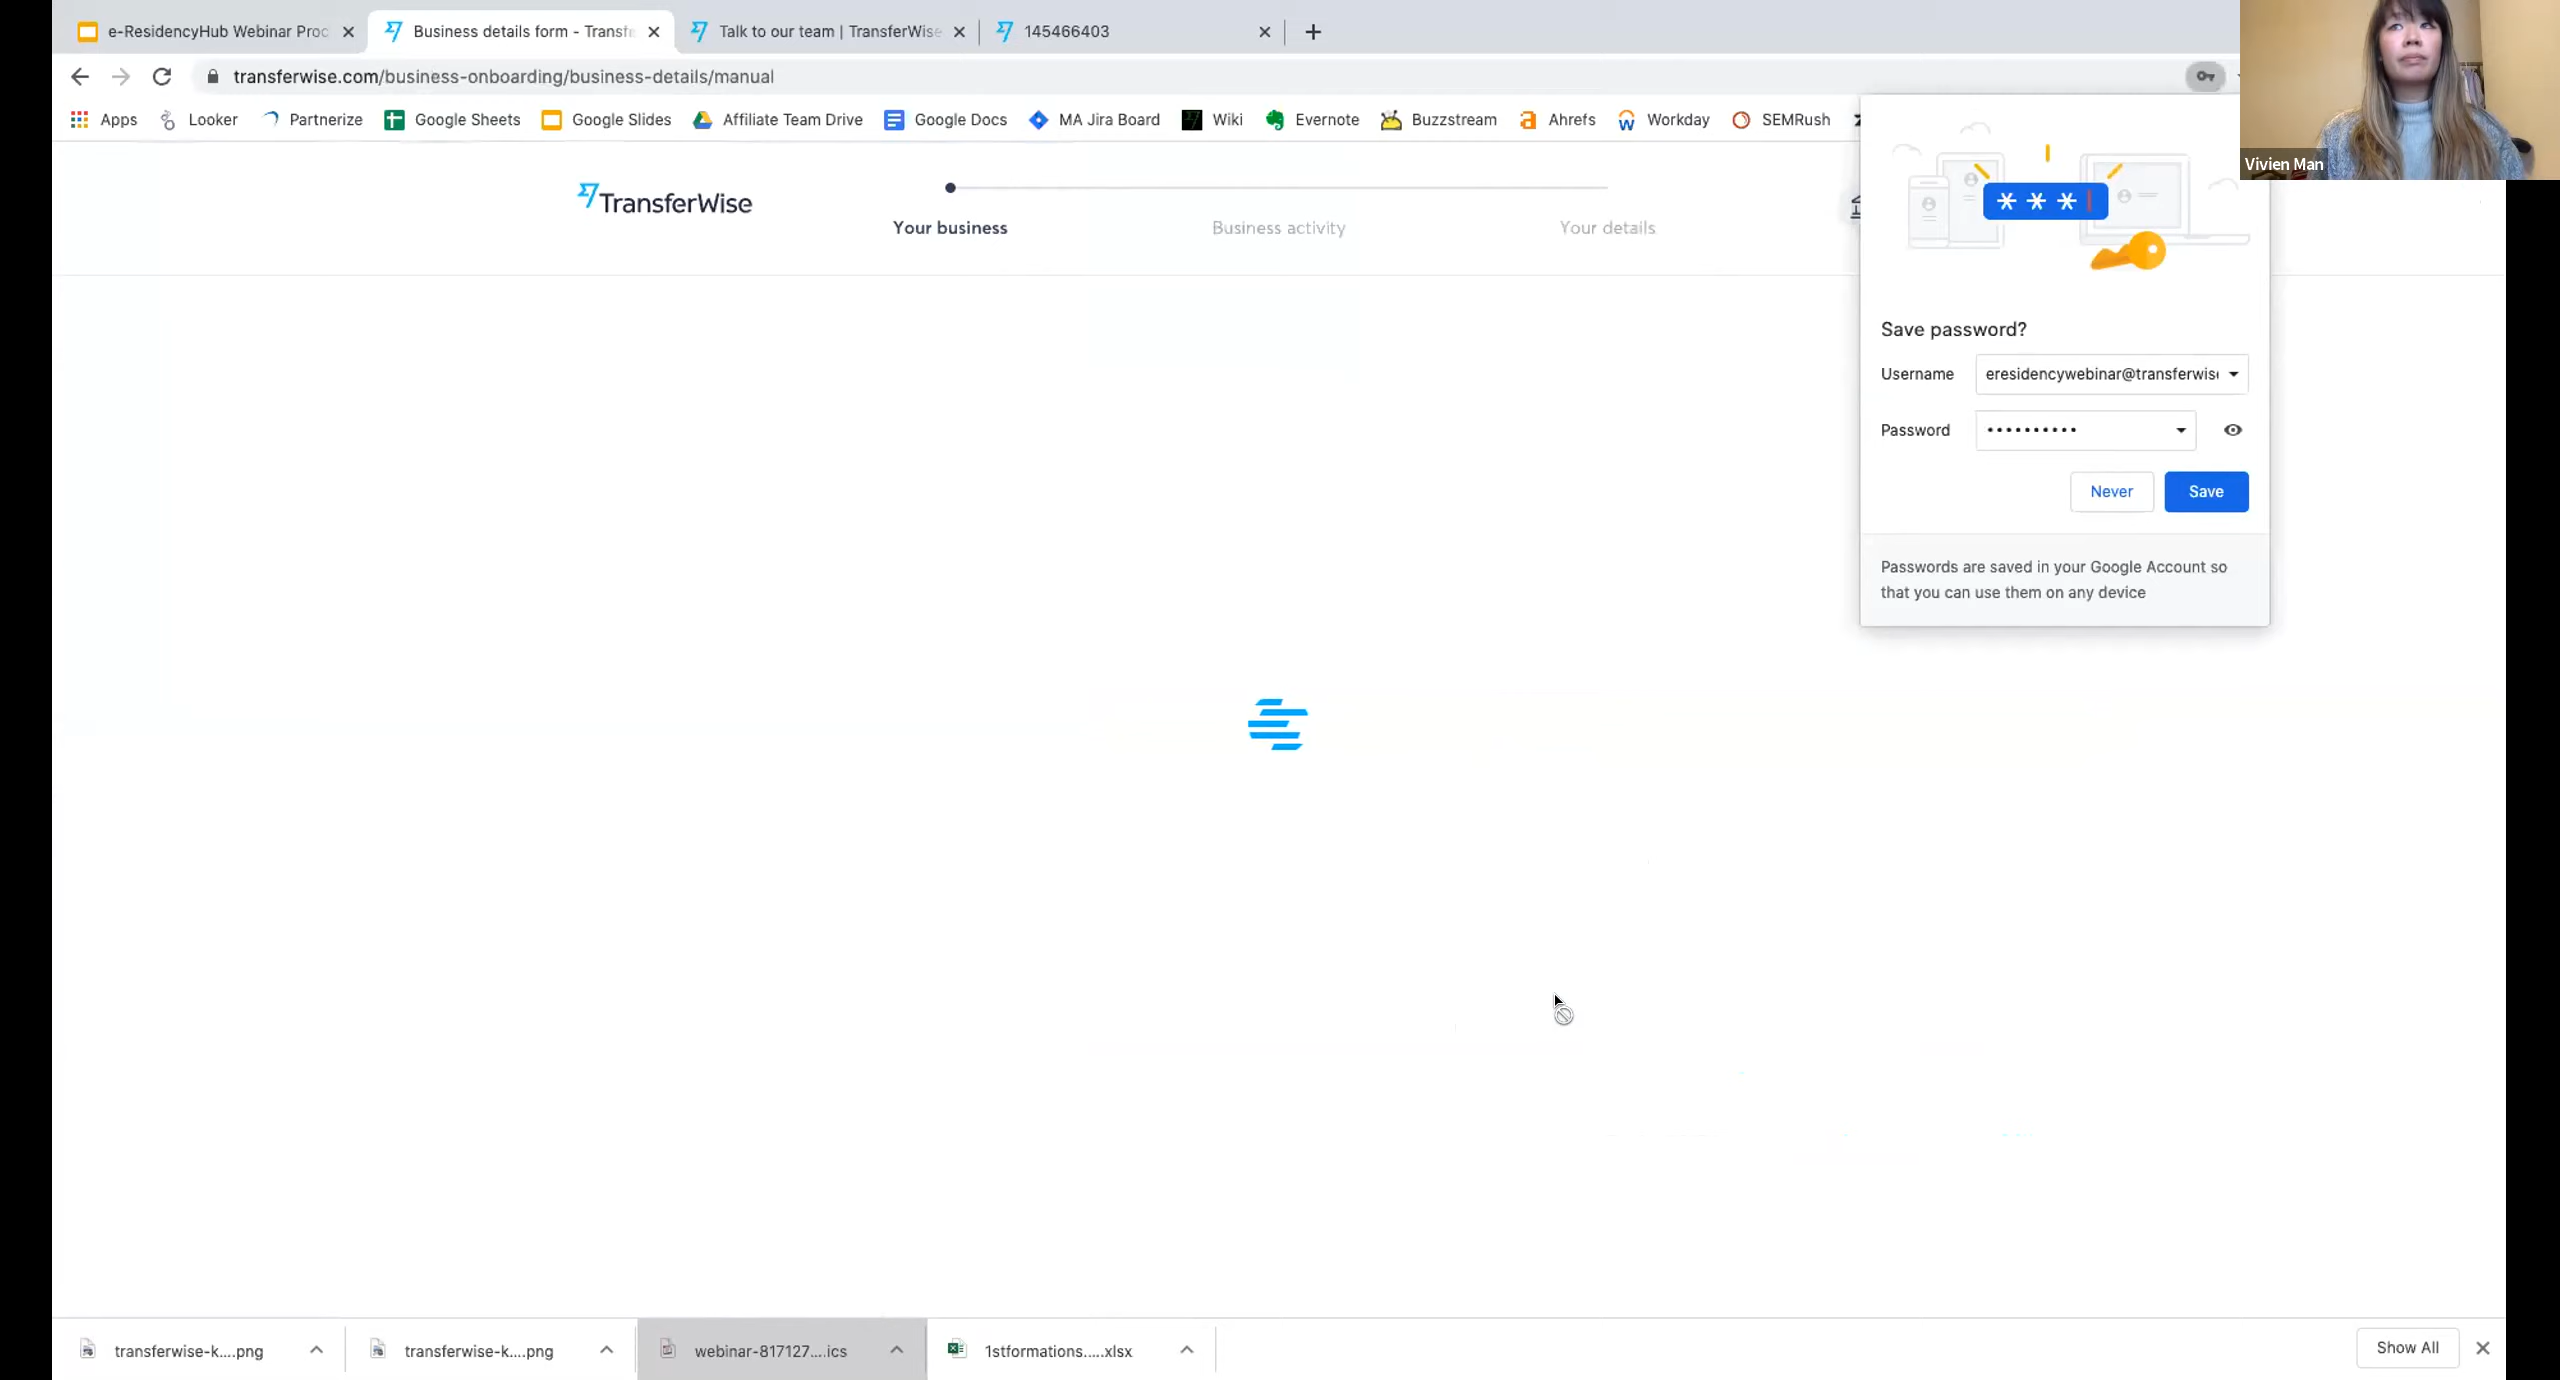 e-ResidencyHub Webinar Proc
Business details form - Transfe
Talk to our team | TransferWise
145466403
transferwise.com/business-onboarding/business-details/manual
Apps
Looker
Partnerize
Google Sheets
Google Slides
Affiliate Team Drive
Google Docs
MA Jira Board
Wiki
Evernote
Buzzstream
Ahrefs
Workday
SEMRush
Vivien Man
TransferWise
Your business
Business activity
Your details
* * *
Save password?
Username
eresidencywebinar@transferwise
Password
••••••••••
Never
Save
Passwords are saved in your Google Account so
that you can use them on any device
transferwise-k....png
transferwise-k....png
webinar-817127....ics
1stformations.....xlsx
Show All